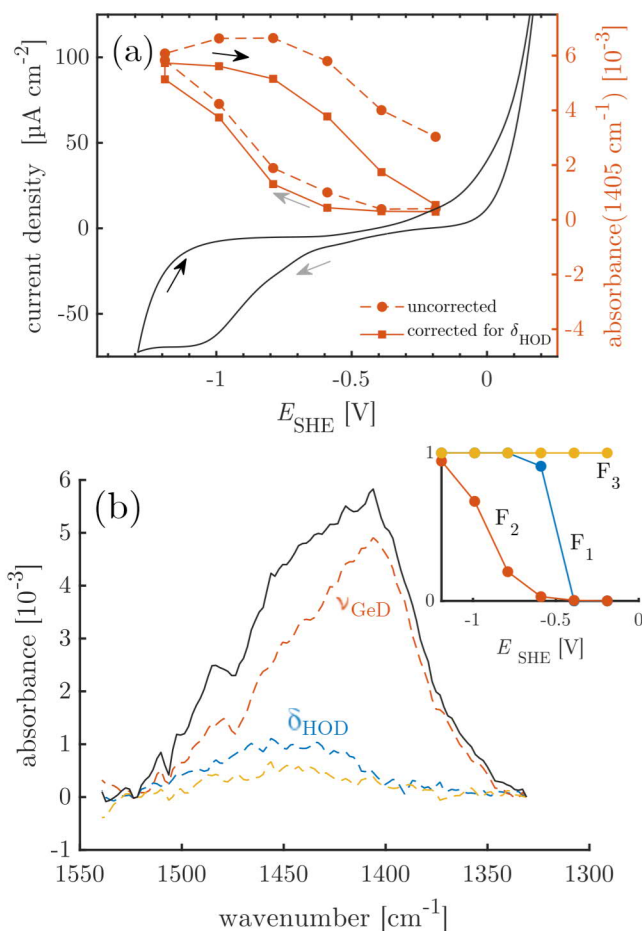 (a)
100
50
0
-50
current density [µA cm-2]
6
4
2
0
-2
-4
absorbance(1405 cm-1) [10-3]
uncorrected
corrected for δHOD
-1
-0.5
0
ESHE [V]
(b)
6
5
4
3
2
1
0
-1
absorbance [10-3]
νGeD
δHOD
1550
1500
1450
1400
1350
1300
wavenumber [cm-1]
1
0
F3
F2
F1
-1
-0.5
0
E SHE [V]